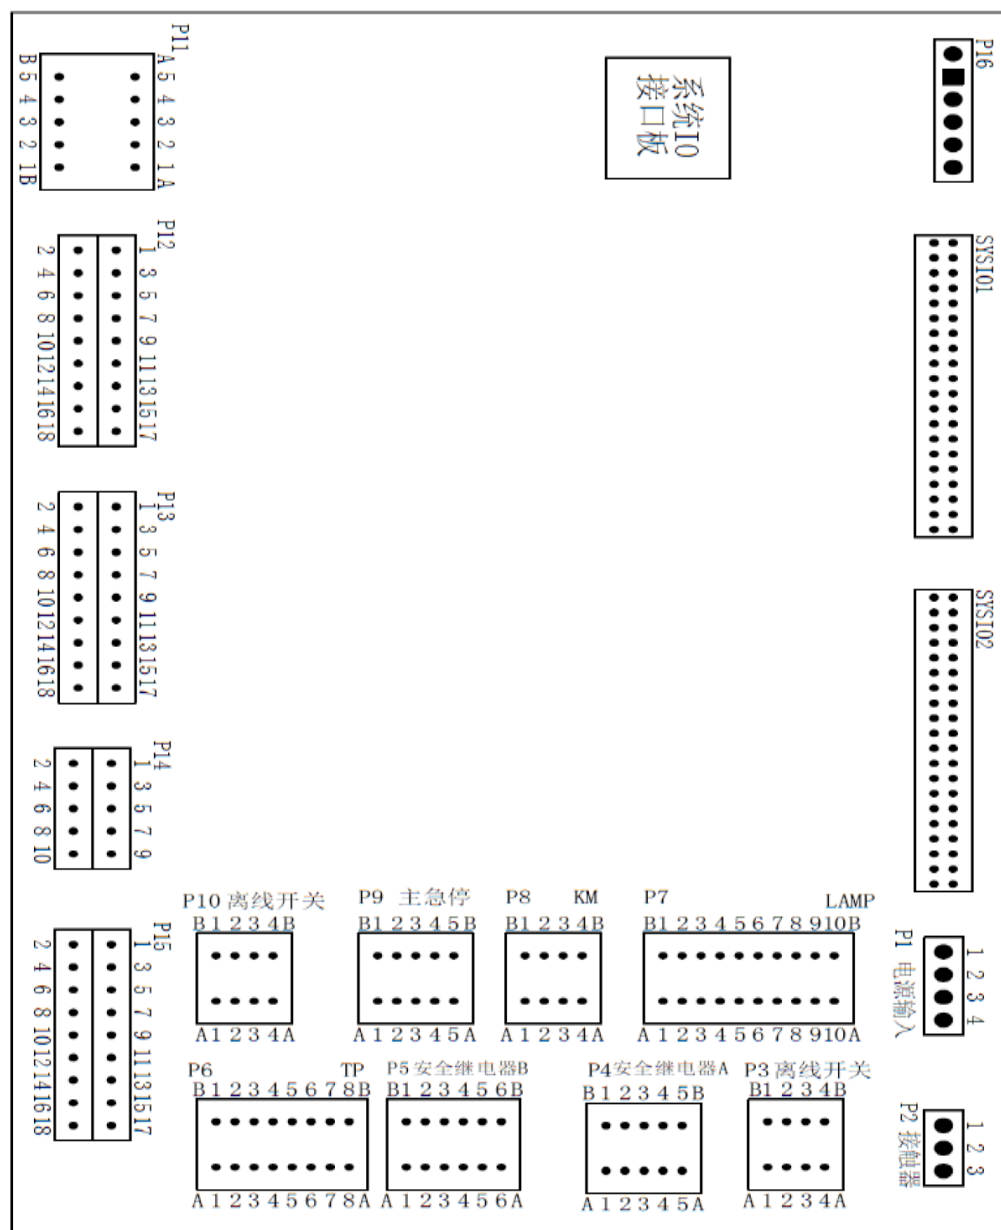 P11
A 5 4 3 2 1 A
B 5 4 3 2 1 B
系统IO
接口板
P16
P12
1 3 5 7 9 11 13 15 17
2 4 6 8 10 12 14 16 18
SYSIO1
P13
1 3 5 7 9 11 13 15 17
2 4 6 8 10 12 14 16 18
SYSIO2
P14
1 3 5 7 9
2 4 6 8 10
P15
1 3 5 7 9 11 13 15 17
2 4 6 8 10 12 14 16 18
P10 离线开关
B 1 2 3 4 B
A 1 2 3 4 A
P9 主急停
B 1 2 3 4 5 B
A 1 2 3 4 5 A
P8 KM
B 1 2 3 4 B
A 1 2 3 4 A
P7 LAMP
B 1 2 3 4 5 6 7 8 9 10 B
A 1 2 3 4 5 6 7 8 9 10 A
P1 电源输入
1 2 3 4
P6 TP
B 1 2 3 4 5 6 7 8 B
A 1 2 3 4 5 6 7 8 A
P5 安全继电器B
B 1 2 3 4 5 6 B
A 1 2 3 4 5 6 A
P4 安全继电器A
B 1 2 3 4 5 B
A 1 2 3 4 5 A
P3 离线开关
B 1 2 3 4 B
A 1 2 3 4 A
P2 接触器
1 2 3